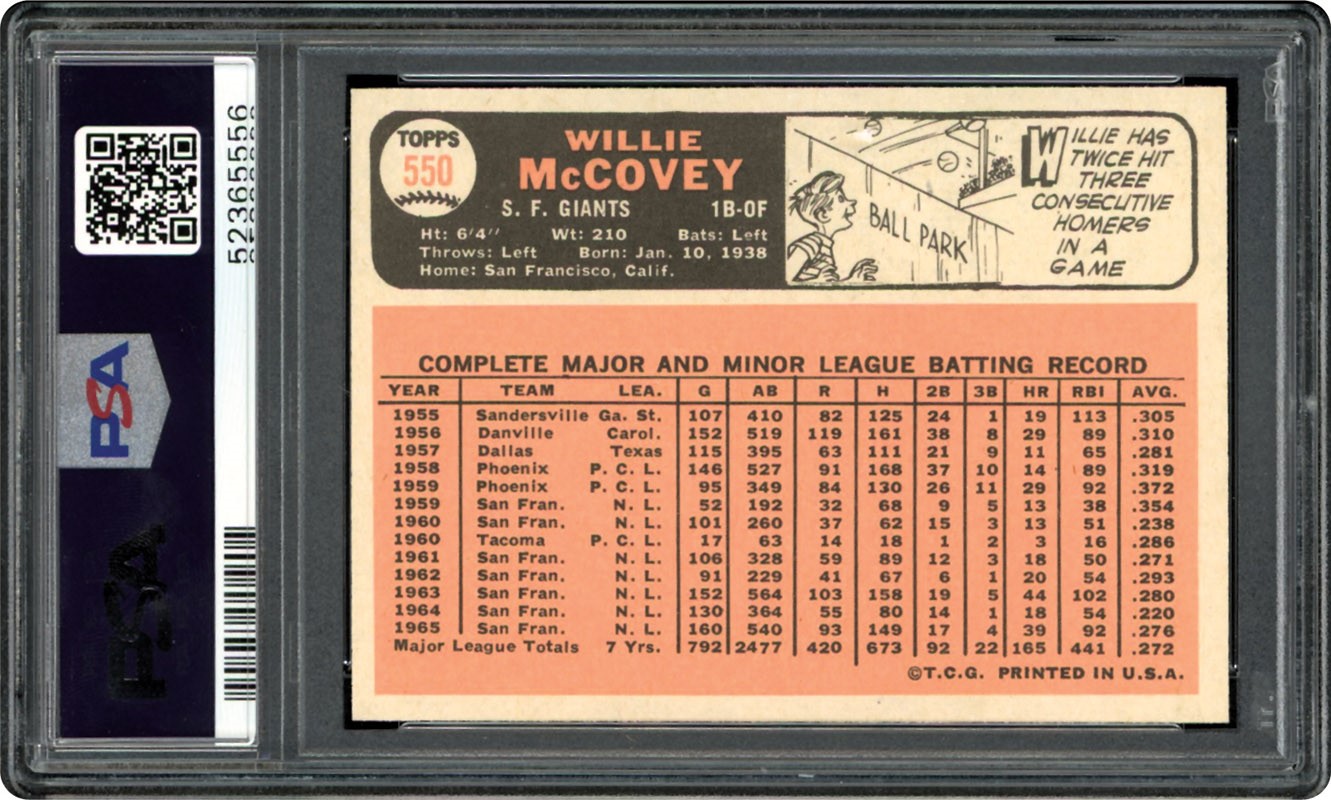 52365556
PSA
PSA
TOPPS
550
WILLIE
McCOVEY
S. F. GIANTS 1B-OF
Ht: 6'4'' Wt: 210 Bats: Left
Throws: Left Born: Jan. 10, 1938
Home: San Francisco, Calif.
BALL PARK
WILLIE HAS
TWICE HIT
THREE
CONSECUTIVE
HOMERS
IN A
GAME
COMPLETE MAJOR AND MINOR LEAGUE BATTING RECORD
YEAR TEAM LEA. G AB R H 2B 3B HR RBI AVG.
1955 Sandersville Ga. St. 107 410 82 125 24 1 19 113 .305
1956 Danville Carol. 152 519 119 161 38 8 29 89 .310
1957 Dallas Texas 115 395 63 111 21 9 11 65 .281
1958 Phoenix P. C. L. 146 527 91 168 37 10 14 89 .319
1959 Phoenix P. C. L. 95 349 84 130 26 11 29 92 .372
1959 San Fran. N. L. 52 192 32 68 9 5 13 38 .354
1960 San Fran. N. L. 101 260 37 62 15 3 13 51 .238
1960 Tacoma P. C. L. 17 63 14 18 1 2 3 16 .286
1961 San Fran. N. L. 106 328 59 89 12 3 18 50 .271
1962 San Fran. N. L. 91 229 41 67 6 1 20 54 .293
1963 San Fran. N. L. 152 564 103 158 19 5 44 102 .280
1964 San Fran. N. L. 130 364 55 80 14 1 18 54 .220
1965 San Fran. N. L. 160 540 93 149 17 4 39 92 .276
Major League Totals 7 Yrs. 792 2477 420 673 92 22 165 441 .272
©T.C.G. PRINTED IN U.S.A.